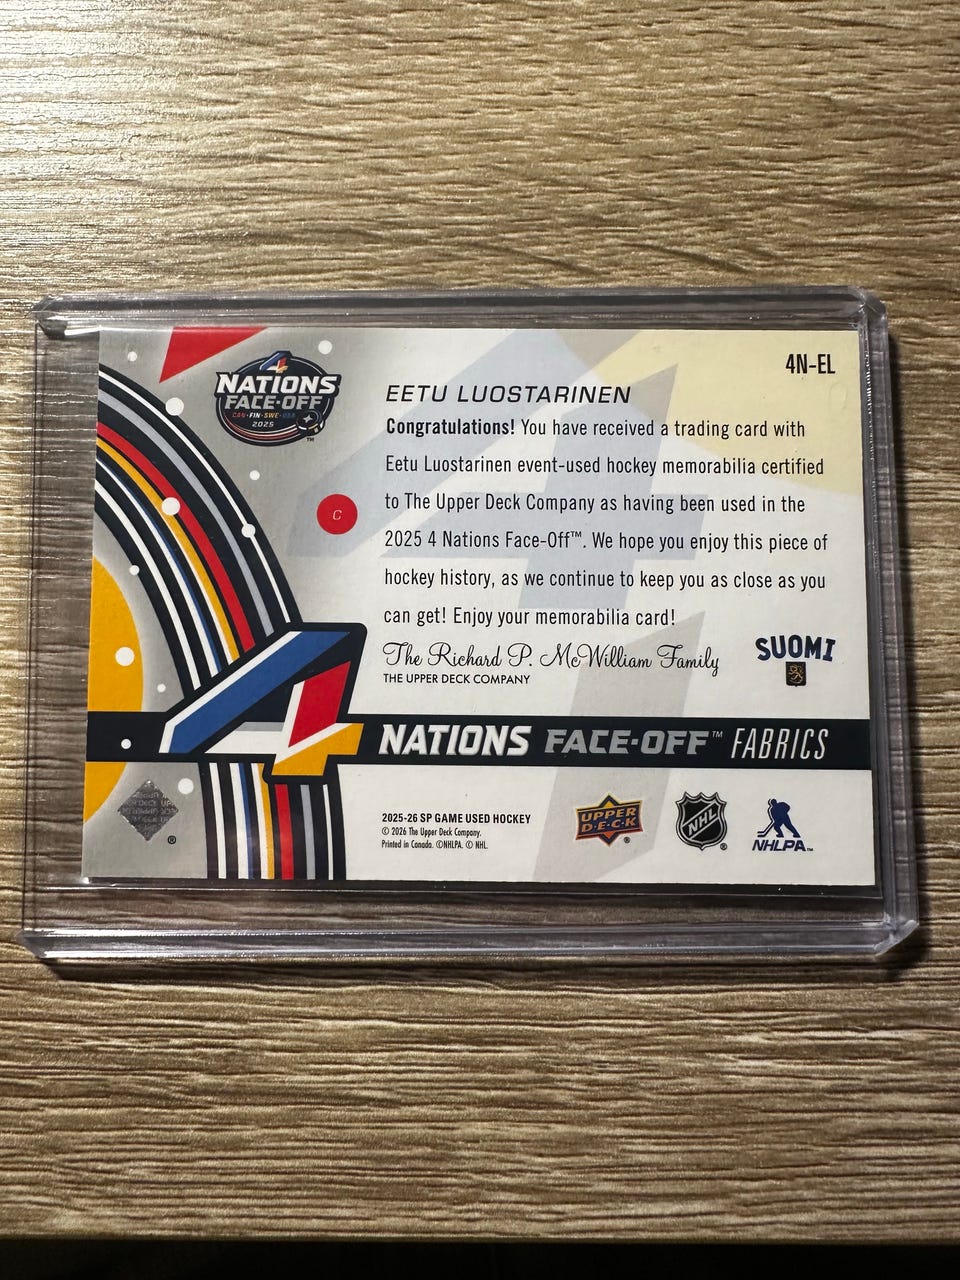 4
NATIONS
FACE-OFF
CAN•FIN•SWE•USA
2025
TM
4N-EL
EETU LUOSTARINEN
Congratulations! You have received a trading card with
Eetu Luostarinen event-used hockey memorabilia certified
to The Upper Deck Company as having been used in the
2025 4 Nations Face-Off™. We hope you enjoy this piece of
hockey history, as we continue to keep you as close as you
can get! Enjoy your memorabilia card!
C
The Richard P. McWilliam Family
THE UPPER DECK COMPANY
SUOMI
4 NATIONS FACE-OFF™ FABRICS
2025-26 SP GAME USED HOCKEY
© 2026 The Upper Deck Company.
Printed in Canada. ©NHLPA. © NHL.
UPPER
D•E•C•K
®
NHL
®
NHLPA™
®